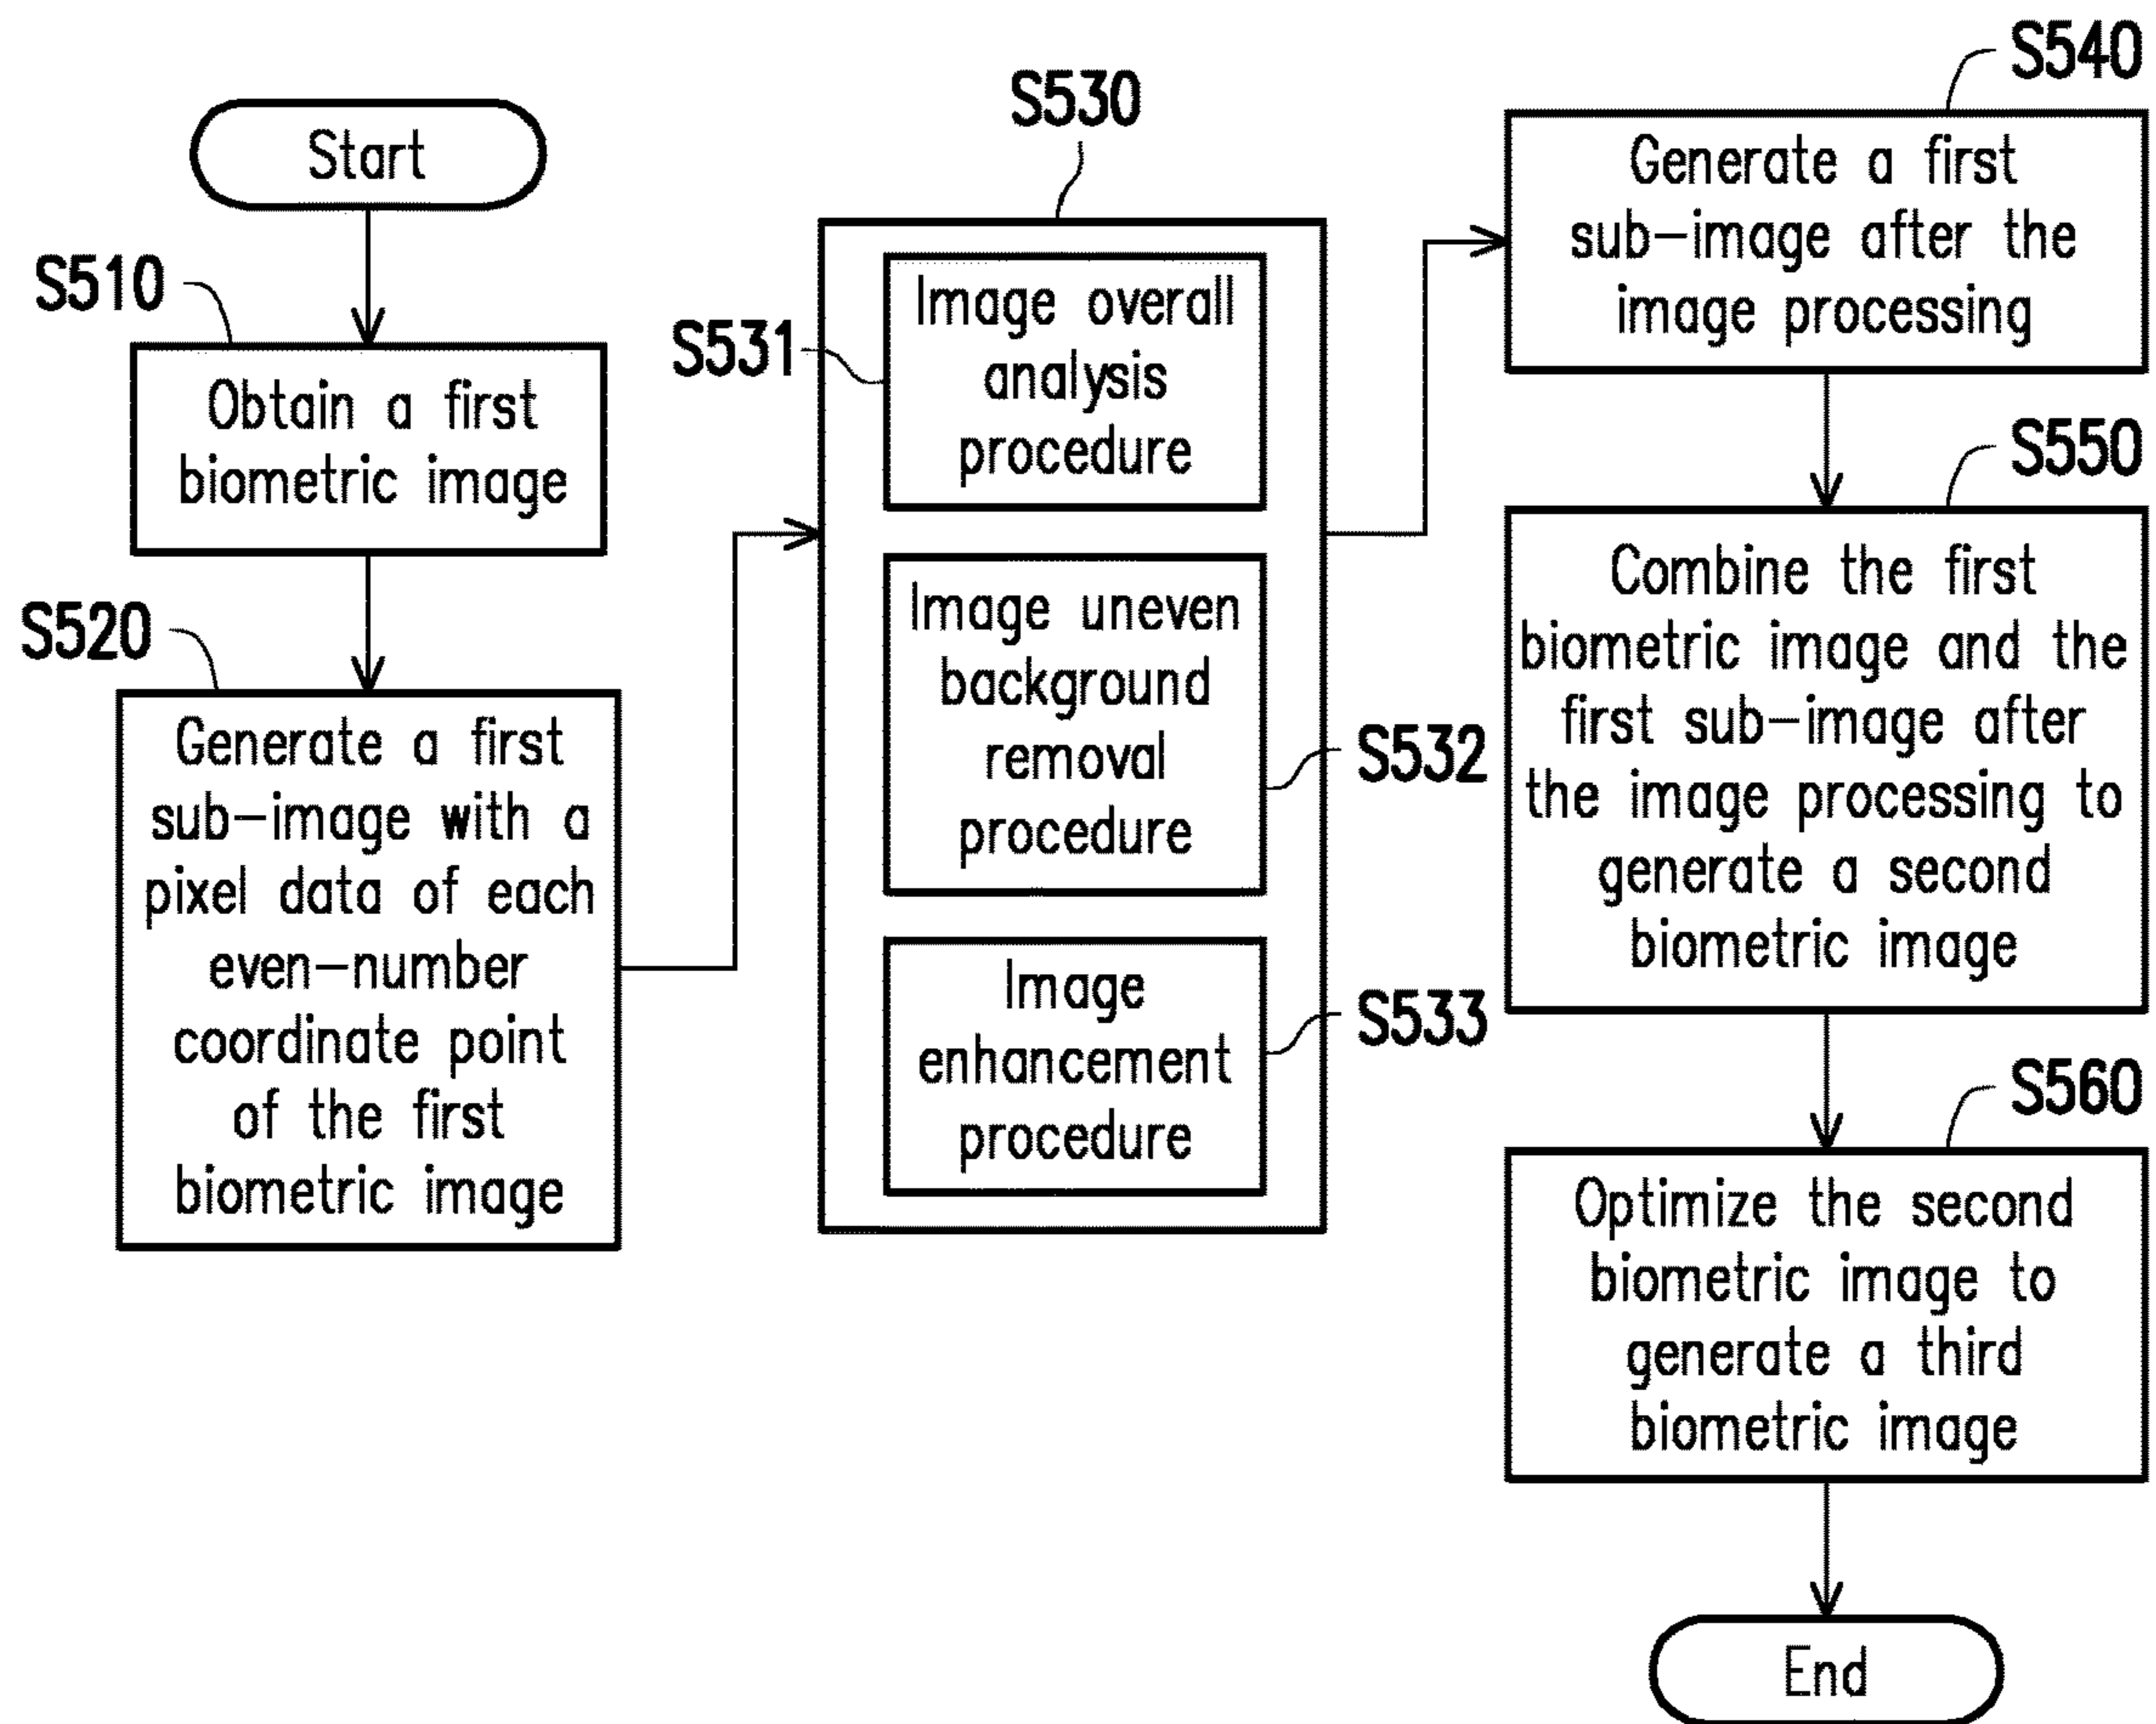 Start
S510
Obtain a first
biometric image
S520
Generate a first
sub-image with a
pixel data of each
even-number
coordinate point
of the first
biometric image
S530
S531
Image overall
analysis
procedure
Image uneven
background
removal
procedure
S532
Image
enhancement
procedure
S533
S540
Generate a first
sub-image after the
image processing
S550
Combine the first
biometric image and the
first sub-image after
the image processing to
generate a second
biometric image
S560
Optimize the second
biometric image to
generate a third
biometric image
End